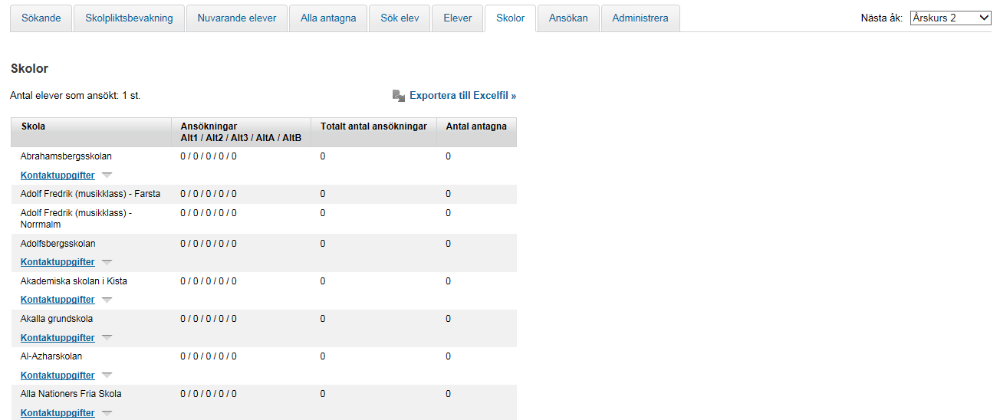 Sökande Skolpliktsbevakning Nuvarande elever Alla antagna Sök elev Elever Skolor Ansökan Administrera Nästa åk: Årskurs 2
Skolor
Antal elever som ansökt: 1 st. Exportera till Excelfil »
Skola Ansökningar Totalt antal ansökningar Antal antagna
Alt1 / Alt2 / Alt3 / AltA / AltB
Abrahamsbergsskolan 0 / 0 / 0 / 0 / 0 0 0
Kontaktuppgifter
Adolf Fredrik (musikklass) - Farsta 0 / 0 / 0 / 0 / 0 0 0
Adolf Fredrik (musikklass) - 0 / 0 / 0 / 0 / 0 0 0
Norrmalm
Adolfsbergsskolan 0 / 0 / 0 / 0 / 0 0 0
Kontaktuppgifter
Akademiska skolan i Kista 0 / 0 / 0 / 0 / 0 0 0
Kontaktuppgifter
Akalla grundskola 0 / 0 / 0 / 0 / 0 0 0
Kontaktuppgifter
Al-Azharskolan 0 / 0 / 0 / 0 / 0 0 0
Kontaktuppgifter
Alla Nationers Fria Skola 0 / 0 / 0 / 0 / 0 0 0
Kontaktuppgifter